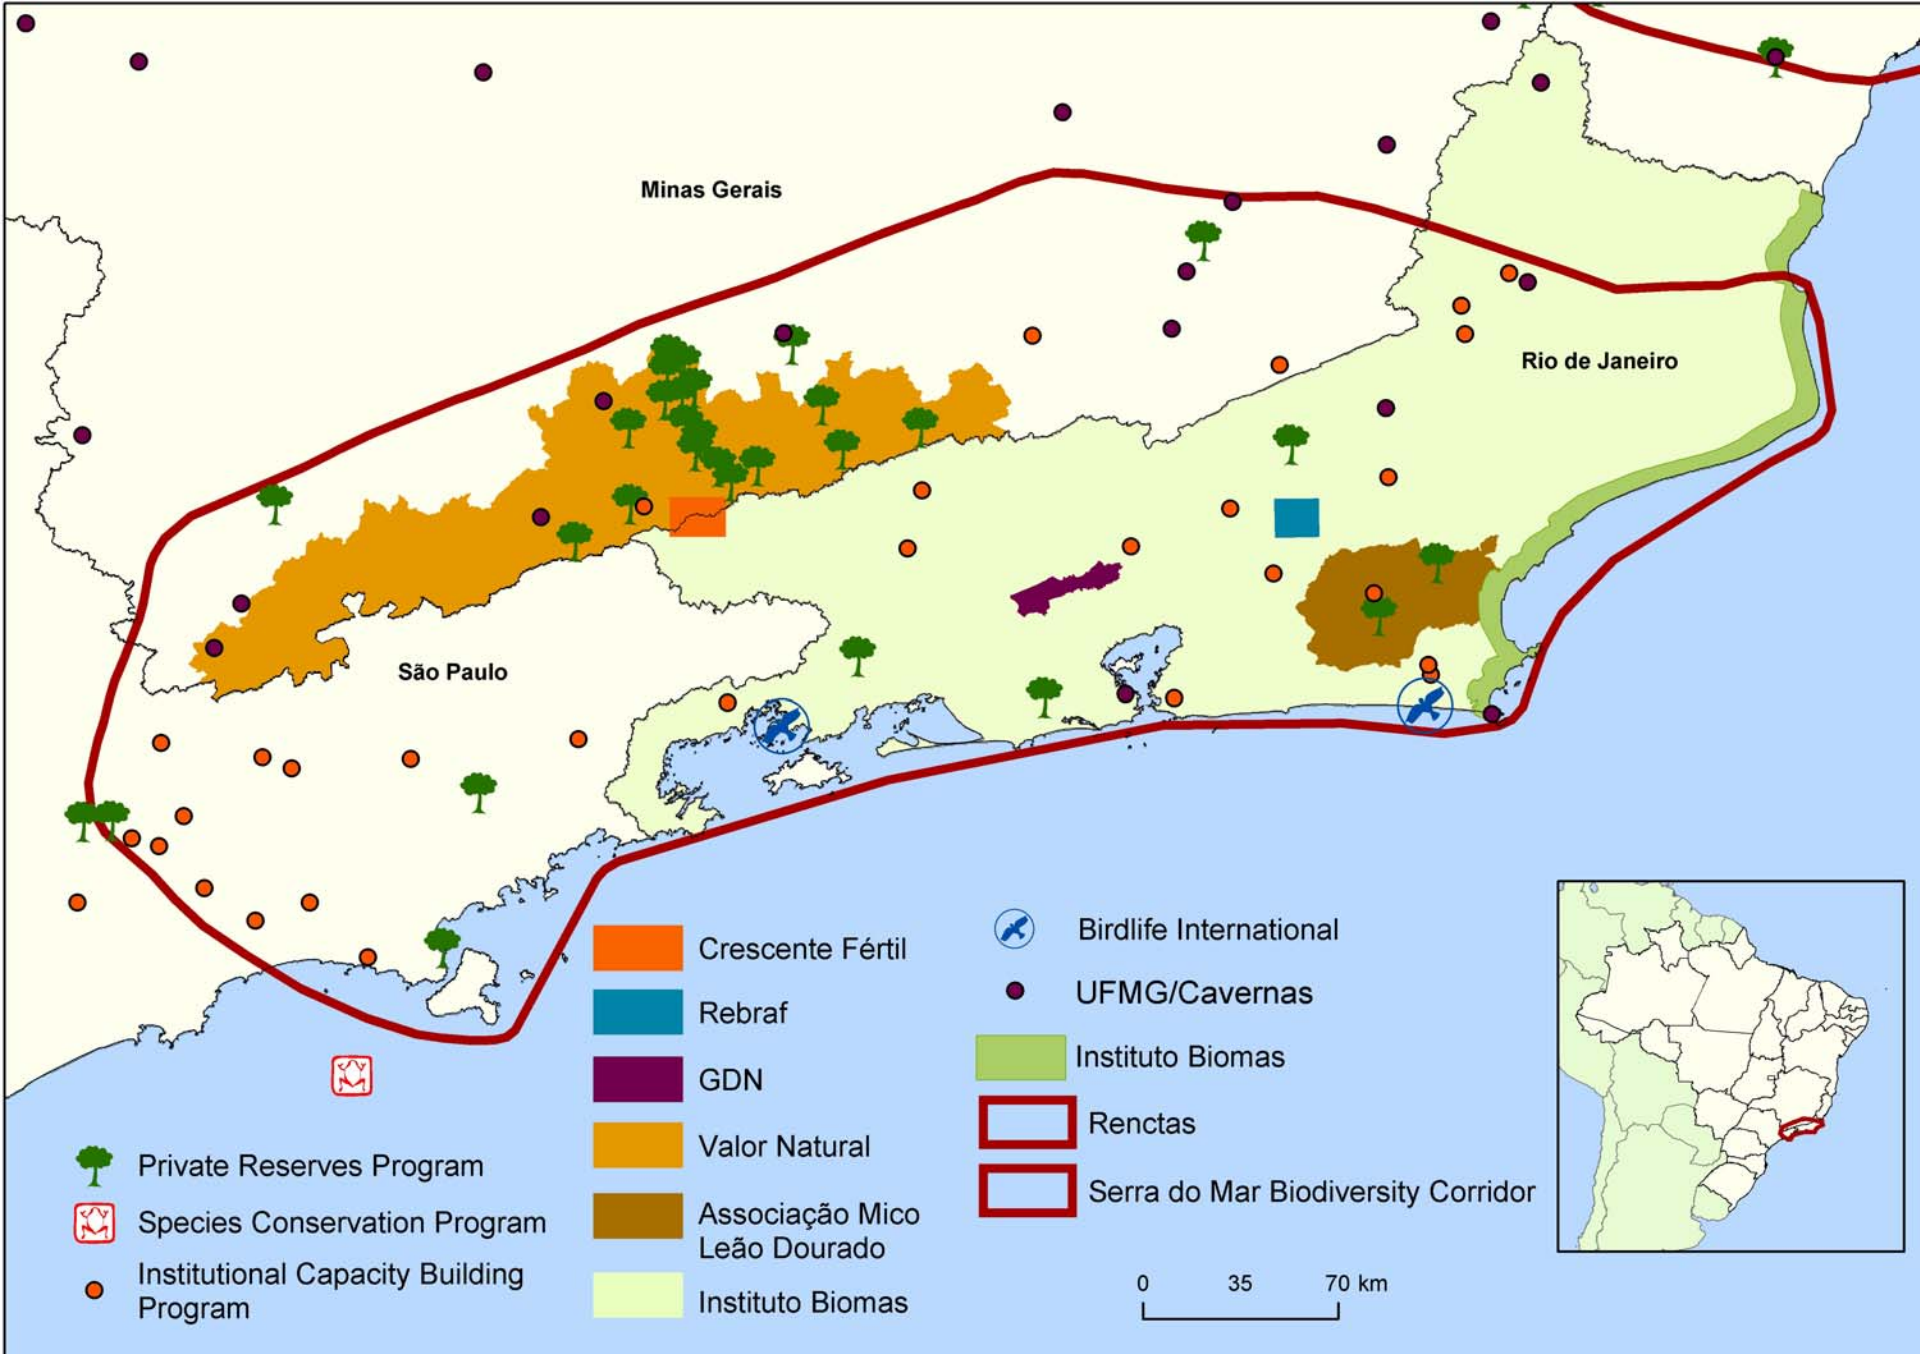 Minas Gerais
Rio de Janeiro
São Paulo
Private Reserves Program
Species Conservation Program
Institutional Capacity Building
Program
Crescente Fértil
Rebraf
GDN
Valor Natural
Associação Mico
Leão Dourado
Instituto Biomas
Birdlife International
UFMG/Cavernas
Instituto Biomas
Renctas
Serra do Mar Biodiversity Corridor
0 35 70 km